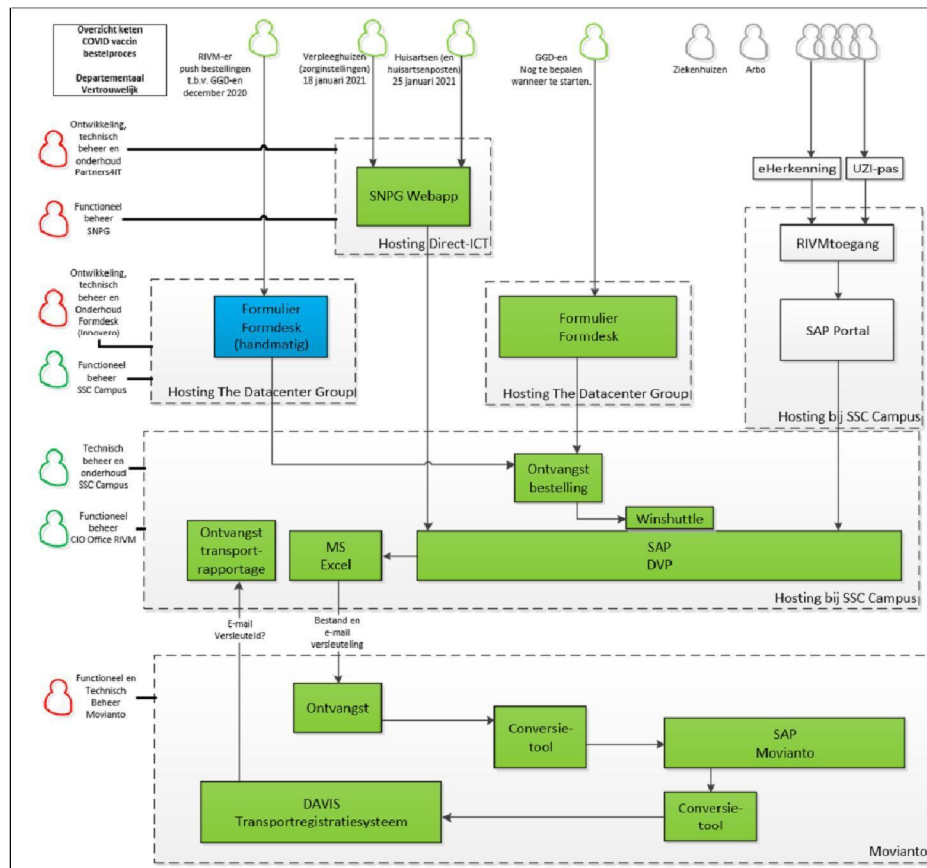 Overzicht keten
COVID vaccin
bestelproces
Departementaal
Vertrouwelijk
RIVM-er
push bestellingen
t.b.v. GGD-en
december 2020
Verpleeghuizen
(zorginstellingen)
18 januari 2021
Huisartsen (en
huisartsenposten)
25 januari 2021
GGD-en
Nog te bepalen
wanneer te starten.
Ziekenhuizen
Arbo
Ontwikkeling,
technisch
beheer en
onderhoud
Partners4IT
SNPG Webapp
Hosting Direct-ICT
Functioneel
beheer
SNPG
eHerkenning
UZI-pas
RIVMtoegang
SAP Portal
Hosting bij SSC Campus
Ontwikkeling,
technisch
beheer en
Onderhoud
Formdesk
(Innovero)
Functioneel
beheer
SSC Campus
Formulier
Formdesk
(handmatig)
Hosting The Datacenter Group
Formulier
Formdesk
Hosting The Datacenter Group
Technisch
beheer en
onderhoud
SSC Campus
Functioneel
beheer
CIO Office RIVM
Ontvangst
bestelling
Winshuttle
Ontvangst
transport-
rapportage
MS
Excel
SAP
DVP
Hosting bij SSC Campus
E-mail
Versleuteld?
Bestand en
e-mail
versleuteling
Functioneel en
Technisch
Beheer
Movianto
Ontvangst
Conversie-
tool
SAP
Movianto
DAVIS
Transportregistratiesysteem
Conversie-
tool
Movianto